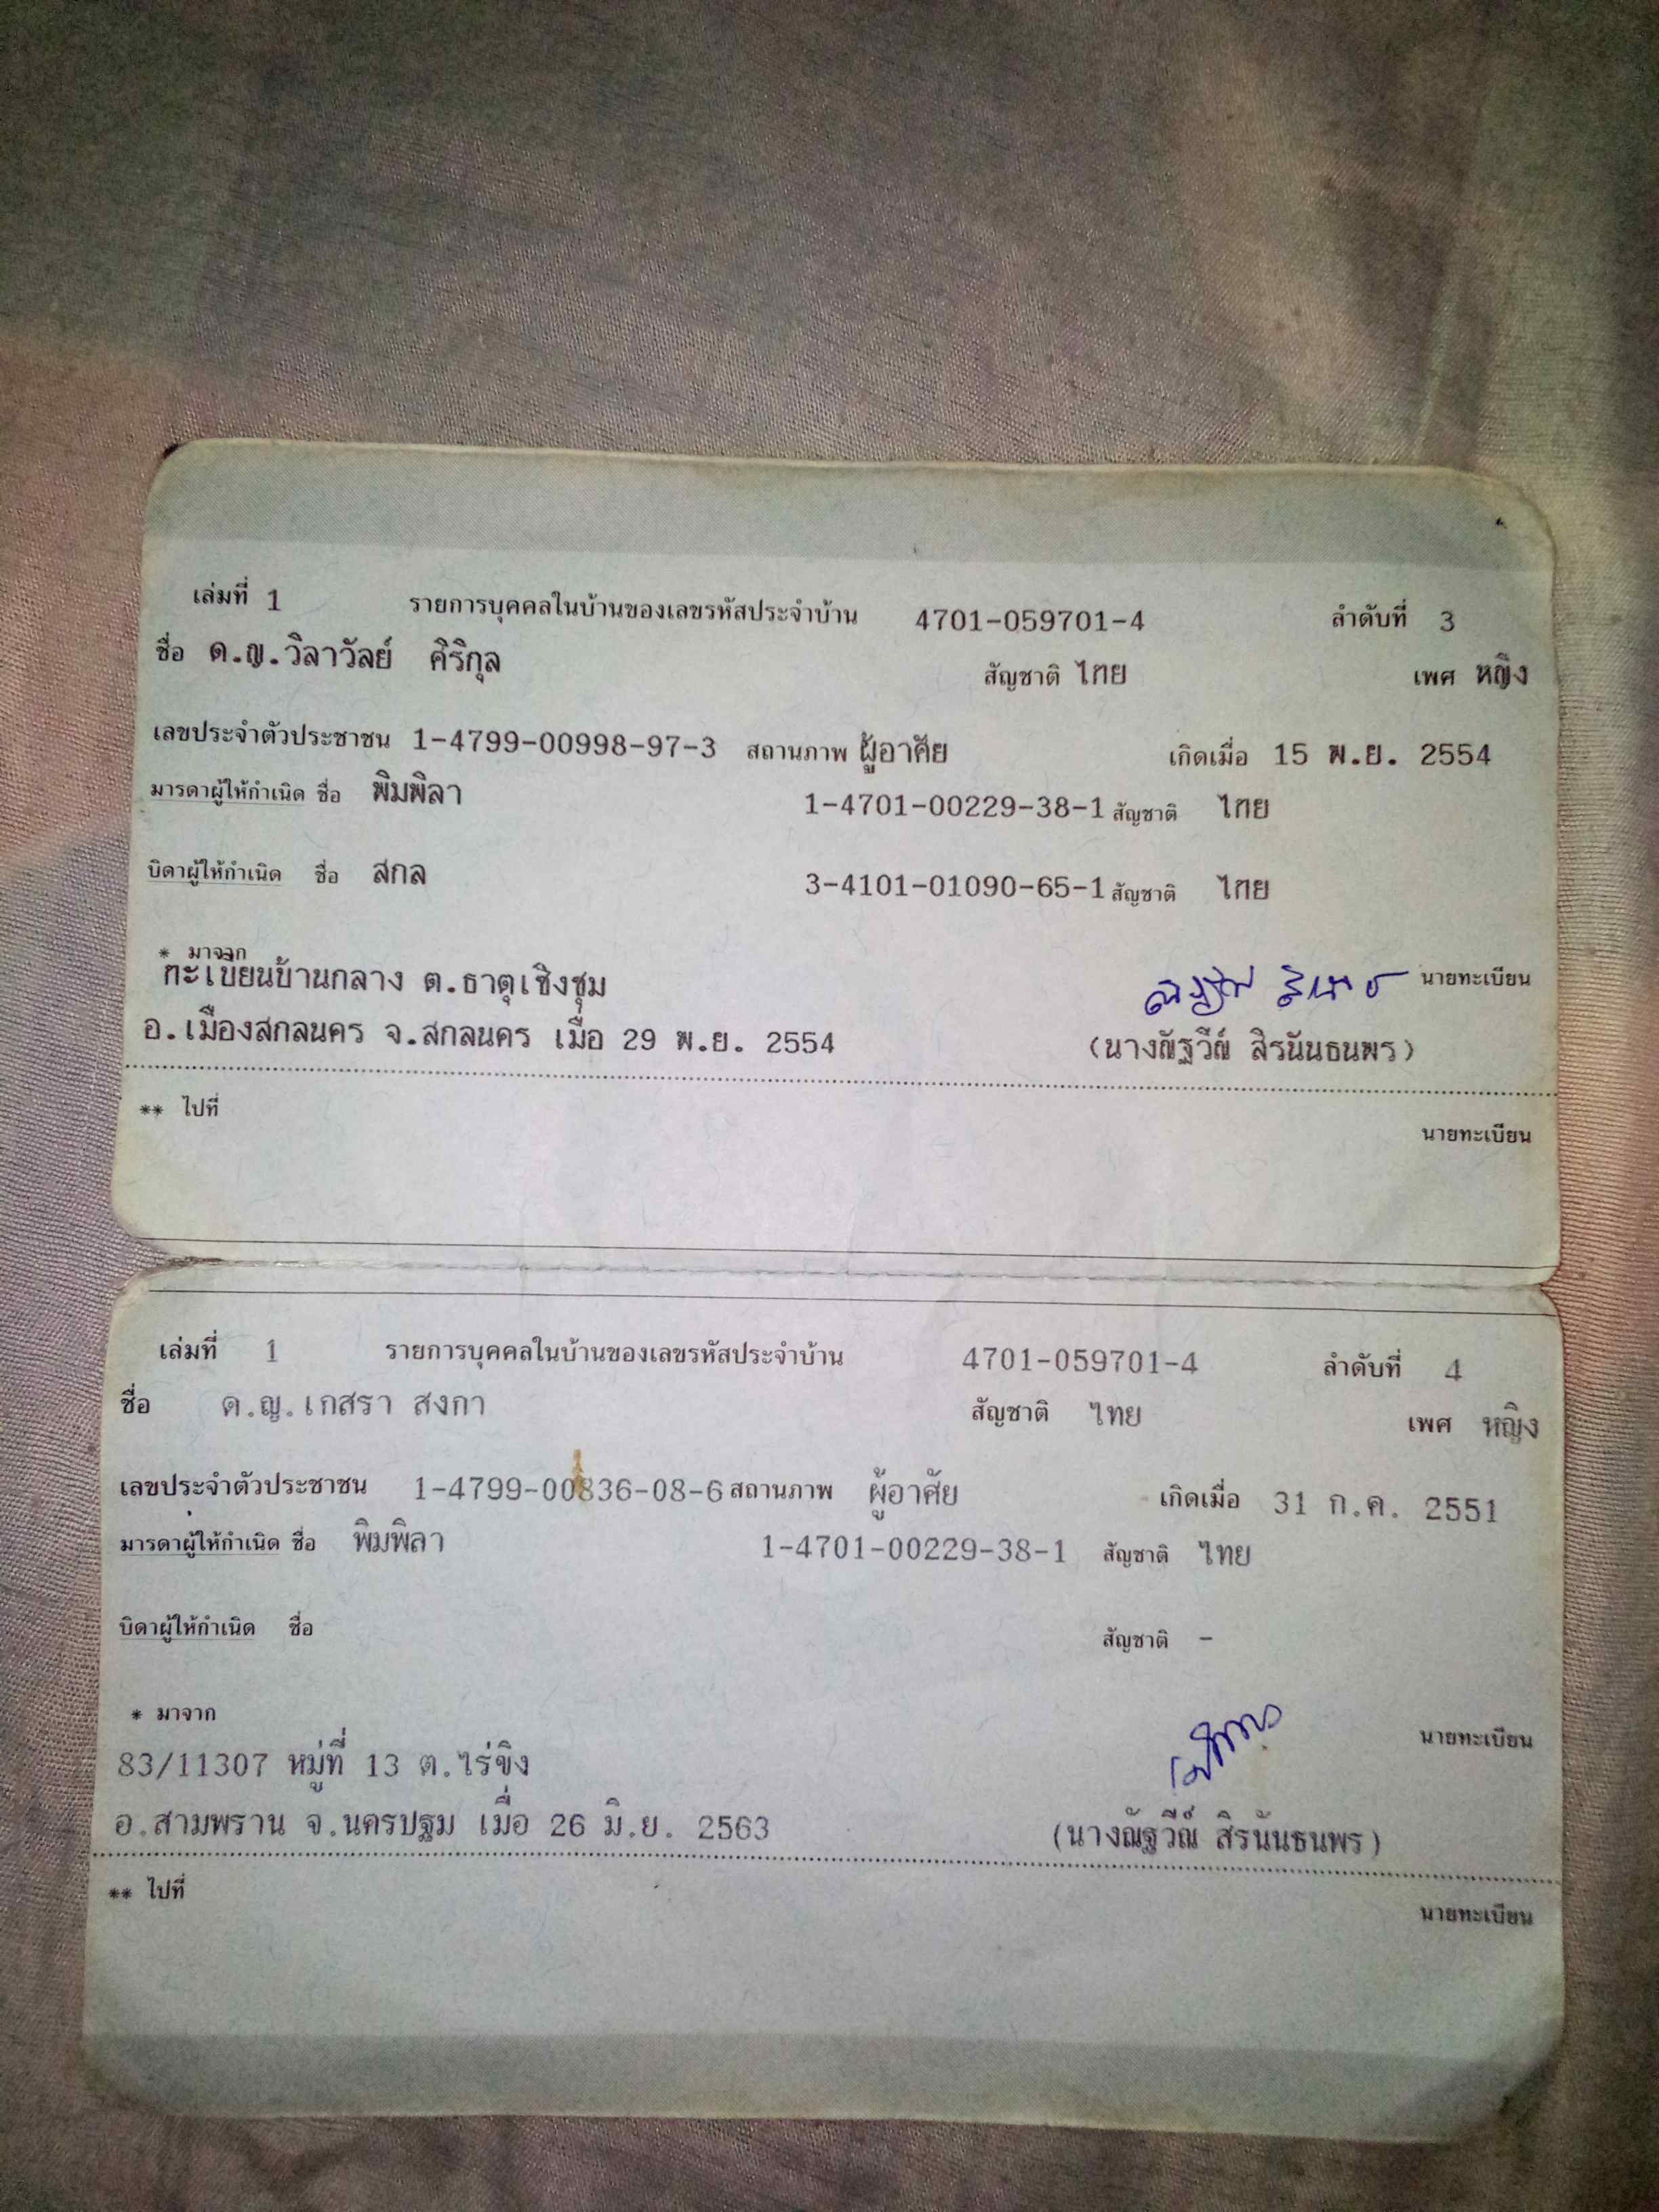 เล่มที่ 1 รายการบุคคลในบ้านของเลขรหัสประจำบ้าน 4701-059701-4 ลำดับที่ 3
ชื่อ ด.ญ.วิลาวัลย์ คิริกุล สัญชาติ ไทย เพศ หญิง
เลขประจำตัวประชาชน 1-4799-00998-97-3 สถานภาพ ผู้อาศัย เกิดเมื่อ 15 พ.ย. 2554
มารดาผู้ให้กำเนิด ชื่อ พิมพิลา 1-4701-00229-38-1 สัญชาติ ไทย
บิดาผู้ให้กำเนิด ชื่อ สกล 3-4101-01090-65-1 สัญชาติ ไทย
* มาจาก
ทะเบียนบ้านกลาง ต.ธาตุเชิงชุม นายทะเบียน
อ.เมืองสกลนคร จ.สกลนคร เมื่อ 29 พ.ย. 2554 (นางณัฐวีณ์ สิรนันธนพร)
** ไปที่
นายทะเบียน
เล่มที่ 1 รายการบุคคลในบ้านของเลขรหัสประจำบ้าน 4701-059701-4 ลำดับที่ 4
ชื่อ ด.ญ.เกสรา สงกา สัญชาติ ไทย เพศ หญิง
เลขประจำตัวประชาชน 1-4799-00836-08-6 สถานภาพ ผู้อาศัย เกิดเมื่อ 31 ก.ค. 2551
มารดาผู้ให้กำเนิด ชื่อ พิมพิลา 1-4701-00229-38-1 สัญชาติ ไทย
บิดาผู้ให้กำเนิด ชื่อ สัญชาติ -
* มาจาก
นายทะเบียน
83/11307 หมู่ที่ 13 ต.ไร่ขิง
อ.สามพราน จ.นครปฐม เมื่อ 26 มิ.ย. 2563 (นางณัฐวีณ์ สิรนันธนพร)
** ไปที่
นายทะเบียน